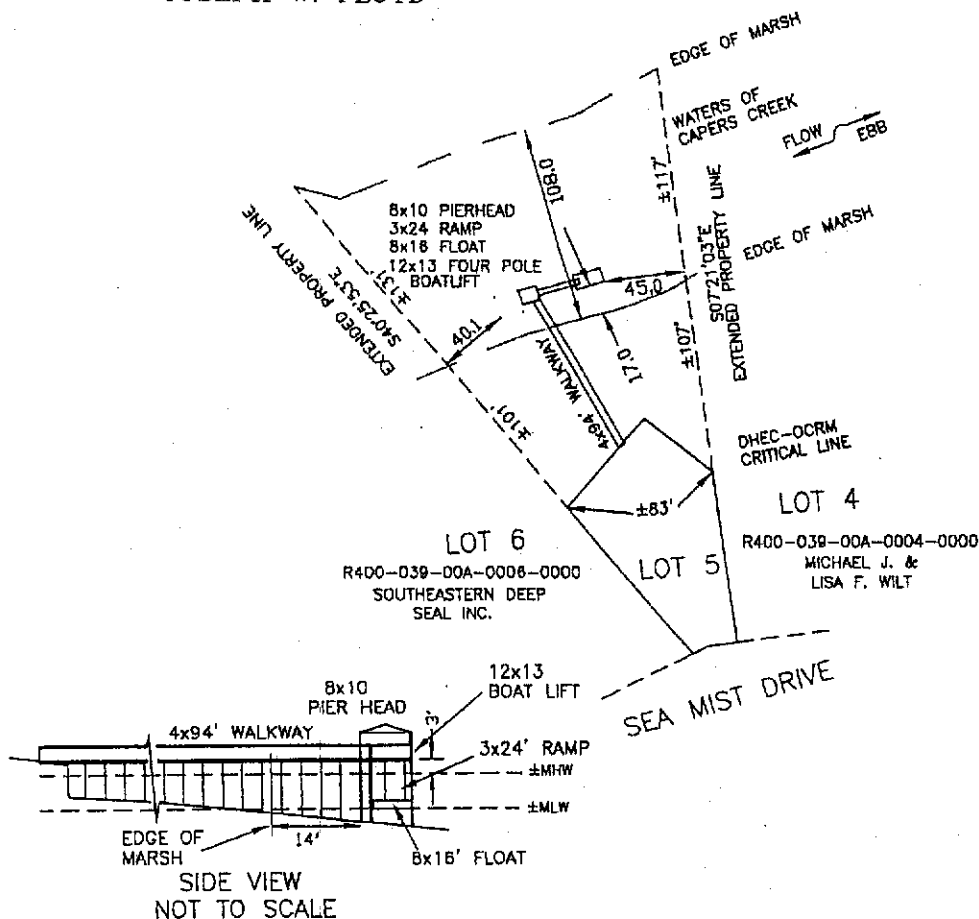 JOSEPH W. FLOYD
EDGE OF MARSH
WATERS OF
CAPERS CREEK
FLOW
EBB
±117'
108.0
8x10 PIERHEAD
3x24 RAMP
8x16 FLOAT
12x13 FOUR POLE
BOATLIFT
EXTENDED PROPERTY LINE
S40°25'53"E
±131'
EDGE OF MARSH
S07°21'03"E
EXTENDED PROPERTY LINE
45.0
40.1
17.0
±107'
4x94' WALKWAY
±101'
DHEC-OCRM
CRITICAL LINE
±83'
LOT 4
R400-039-00A-0004-0000
MICHAEL J. &
LISA F. WILT
LOT 6
R400-039-00A-0006-0000
SOUTHEASTERN DEEP
SEAL INC.
LOT 5
SEA MIST DRIVE
12x13
BOAT LIFT
8x10
PIER HEAD
3'
4x94' WALKWAY
3x24' RAMP
±MHW
±MLW
EDGE OF
MARSH
14'
8x16' FLOAT
SIDE VIEW
NOT TO SCALE